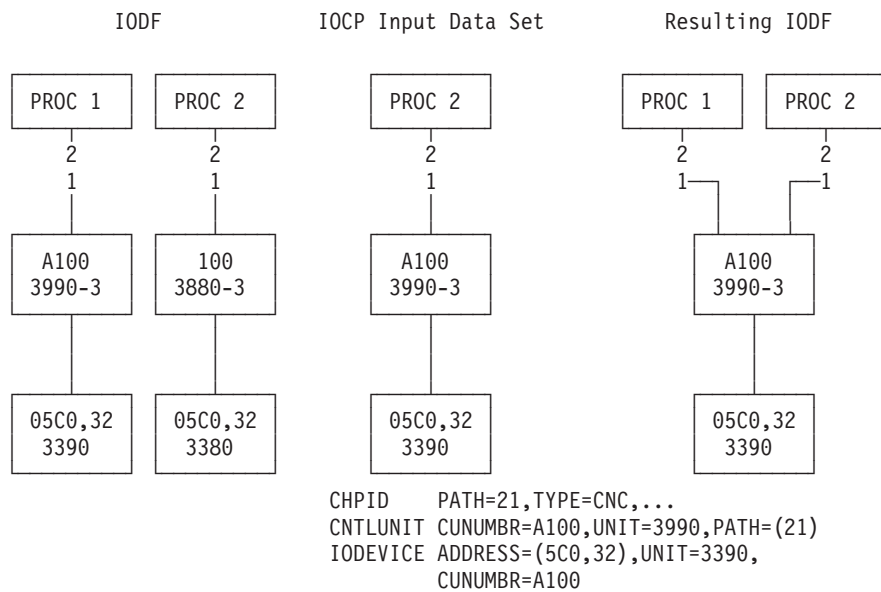 IODF IOCP Input Data Set Resulting IODF
PROC 1 PROC 2 PROC 2 PROC 1 PROC 2
2 2 2 2 2
1 1 1 1 1
A100 100 A100 A100
3990-3 3880-3 3990-3 3990-3
05C0,32 05C0,32 05C0,32 05C0,32
3390 3380 3390 3390
CHPID PATH=21,TYPE=CNC,...
CNTLUNIT CUNUMBR=A100,UNIT=3990,PATH=(21)
IODEVICE ADDRESS=(5C0,32),UNIT=3390,
CUNUMBR=A100